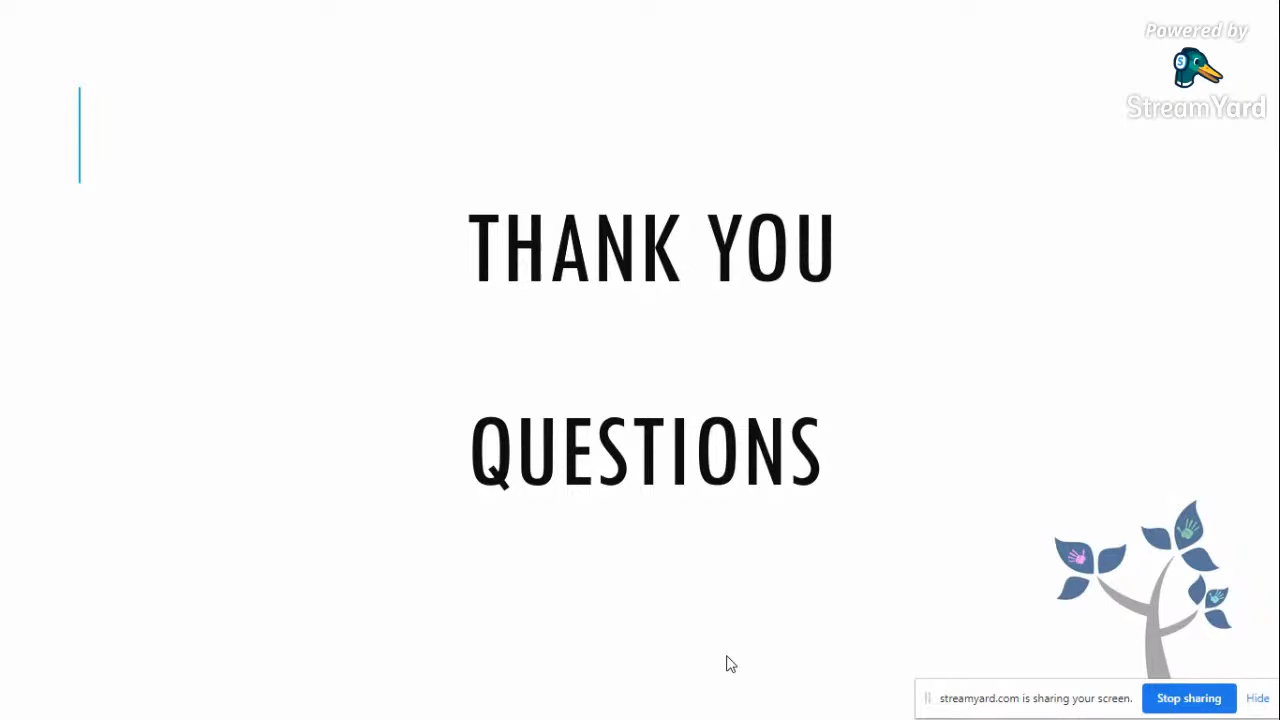 Powered by
StreamYard
THANK YOU
QUESTIONS
streamyard.com is sharing your screen.
Stop sharing
Hide